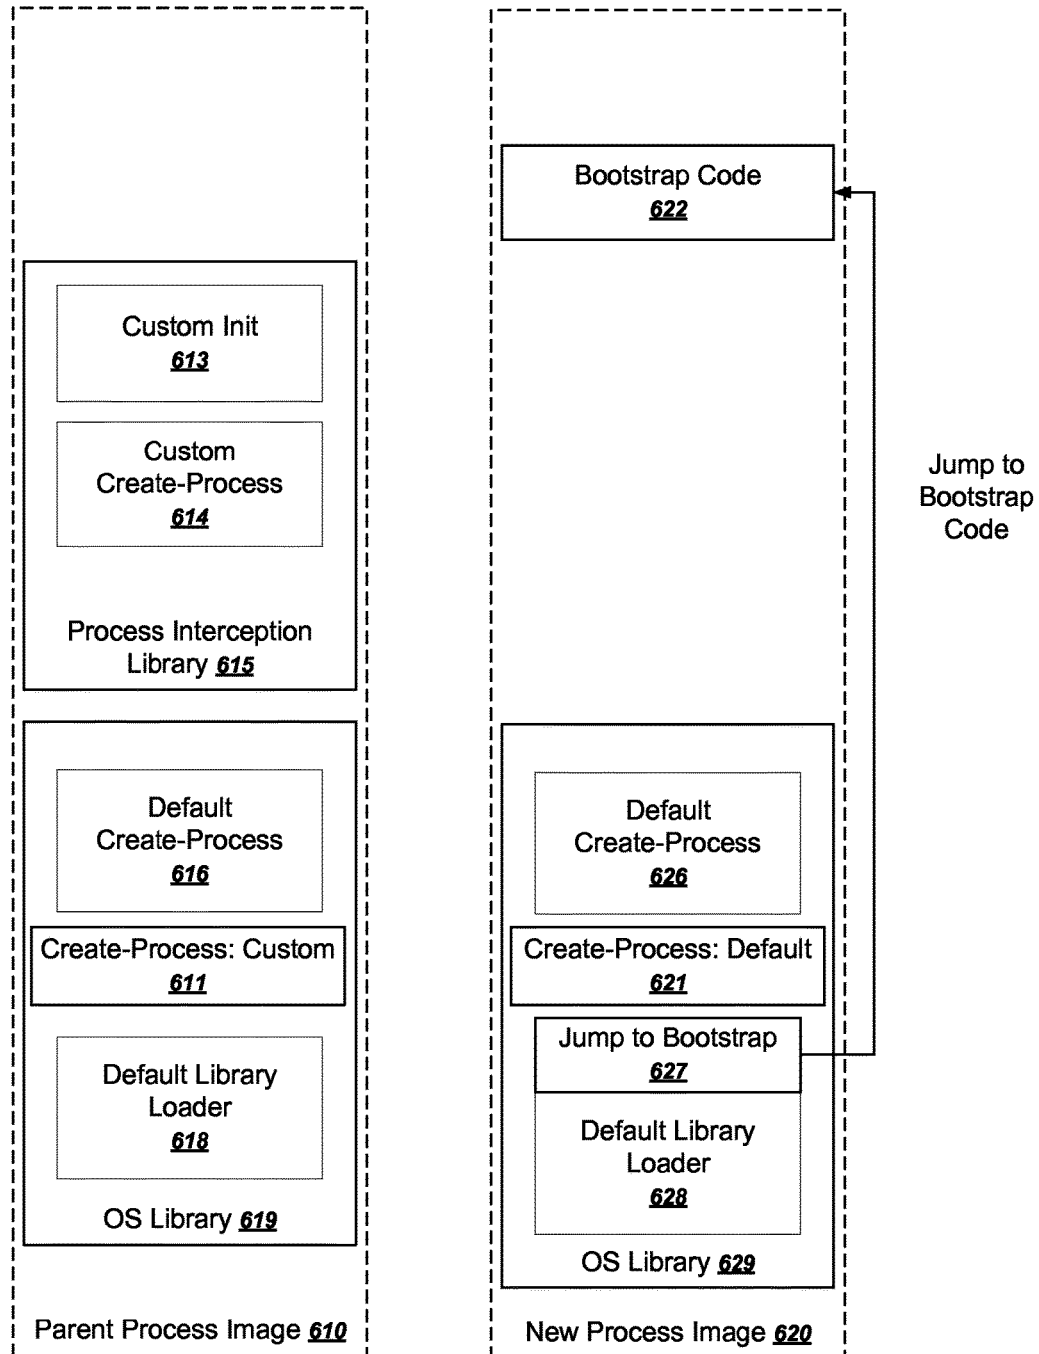 Custom Init
613
Custom
Create-Process
614
Process Interception
Library 615
Default
Create-Process
616
Create-Process: Custom
611
Default Library
Loader
618
OS Library 619
Parent Process Image 610
Bootstrap Code
622
Default
Create-Process
626
Create-Process: Default
621
Jump to Bootstrap
627
Default Library
Loader
628
OS Library 629
New Process Image 620
Jump to
Bootstrap
Code